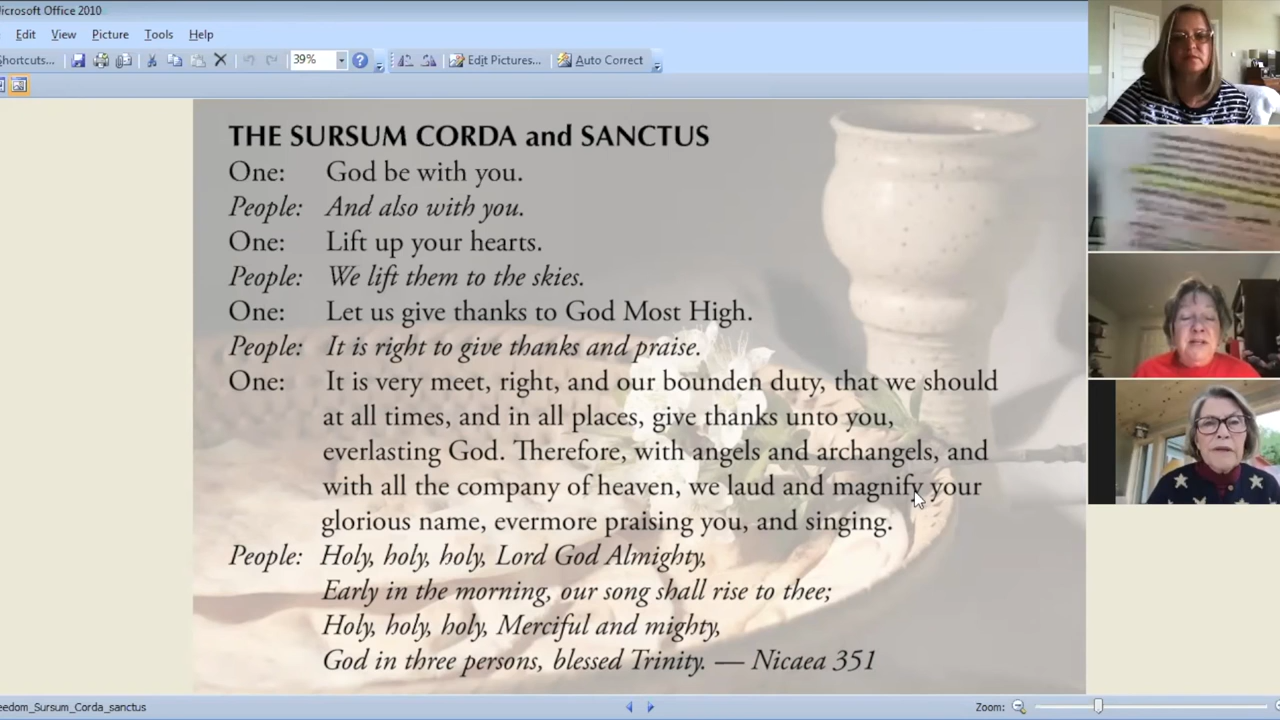 icrosoft Office 2010
Edit View Picture Tools Help
hortcuts... 39% Edit Pictures... Auto Correct
THE SURSUM CORDA and SANCTUS
One: God be with you.
People: And also with you.
One: Lift up your hearts.
People: We lift them to the skies.
One: Let us give thanks to God Most High.
People: It is right to give thanks and praise.
One: It is very meet, right, and our bounden duty, that we should
at all times, and in all places, give thanks unto you,
everlasting God. Therefore, with angels and archangels, and
with all the company of heaven, we laud and magnify your
glorious name, evermore praising you, and singing.
People: Holy, holy, holy, Lord God Almighty,
Early in the morning, our song shall rise to thee;
Holy, holy, holy, Merciful and mighty,
God in three persons, blessed Trinity. — Nicaea 351
eedom_Sursum_Corda_sanctus Zoom: